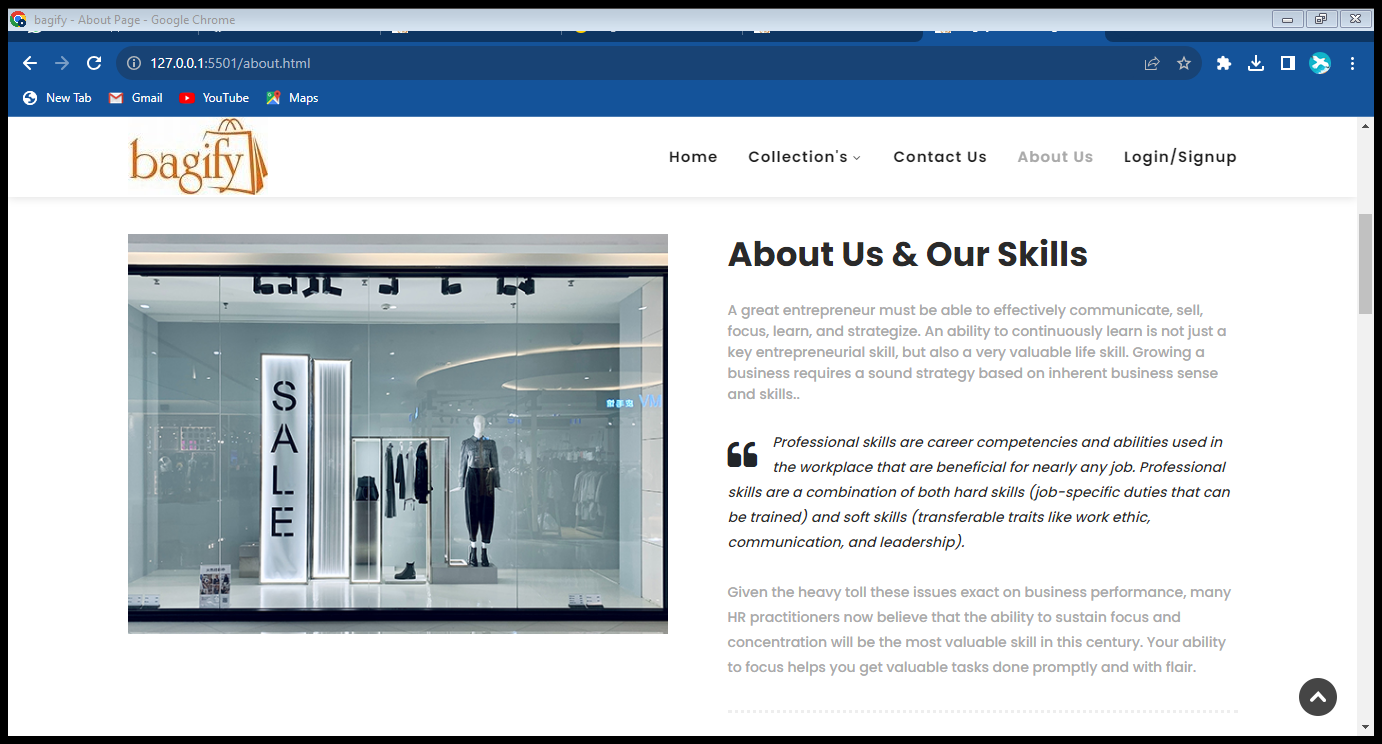 bagify - About Page - Google Chrome
127.0.0.1:5501/about.html
New Tab Gmail YouTube Maps
bagify
Home Collection's Contact Us About Us Login/Signup
About Us & Our Skills
A great entrepreneur must be able to effectively communicate, sell,
focus, learn, and strategize. An ability to continuously learn is not just a
key entrepreneurial skill, but also a very valuable life skill. Growing a
business requires a sound strategy based on inherent business sense
and skills..
Professional skills are career competencies and abilities used in
the workplace that are beneficial for nearly any job. Professional
skills are a combination of both hard skills (job-specific duties that can
be trained) and soft skills (transferable traits like work ethic,
communication, and leadership).
Given the heavy toll these issues exact on business performance, many
HR practitioners now believe that the ability to sustain focus and
concentration will be the most valuable skill in this century. Your ability
to focus helps you get valuable tasks done promptly and with flair.
S
A
L
E